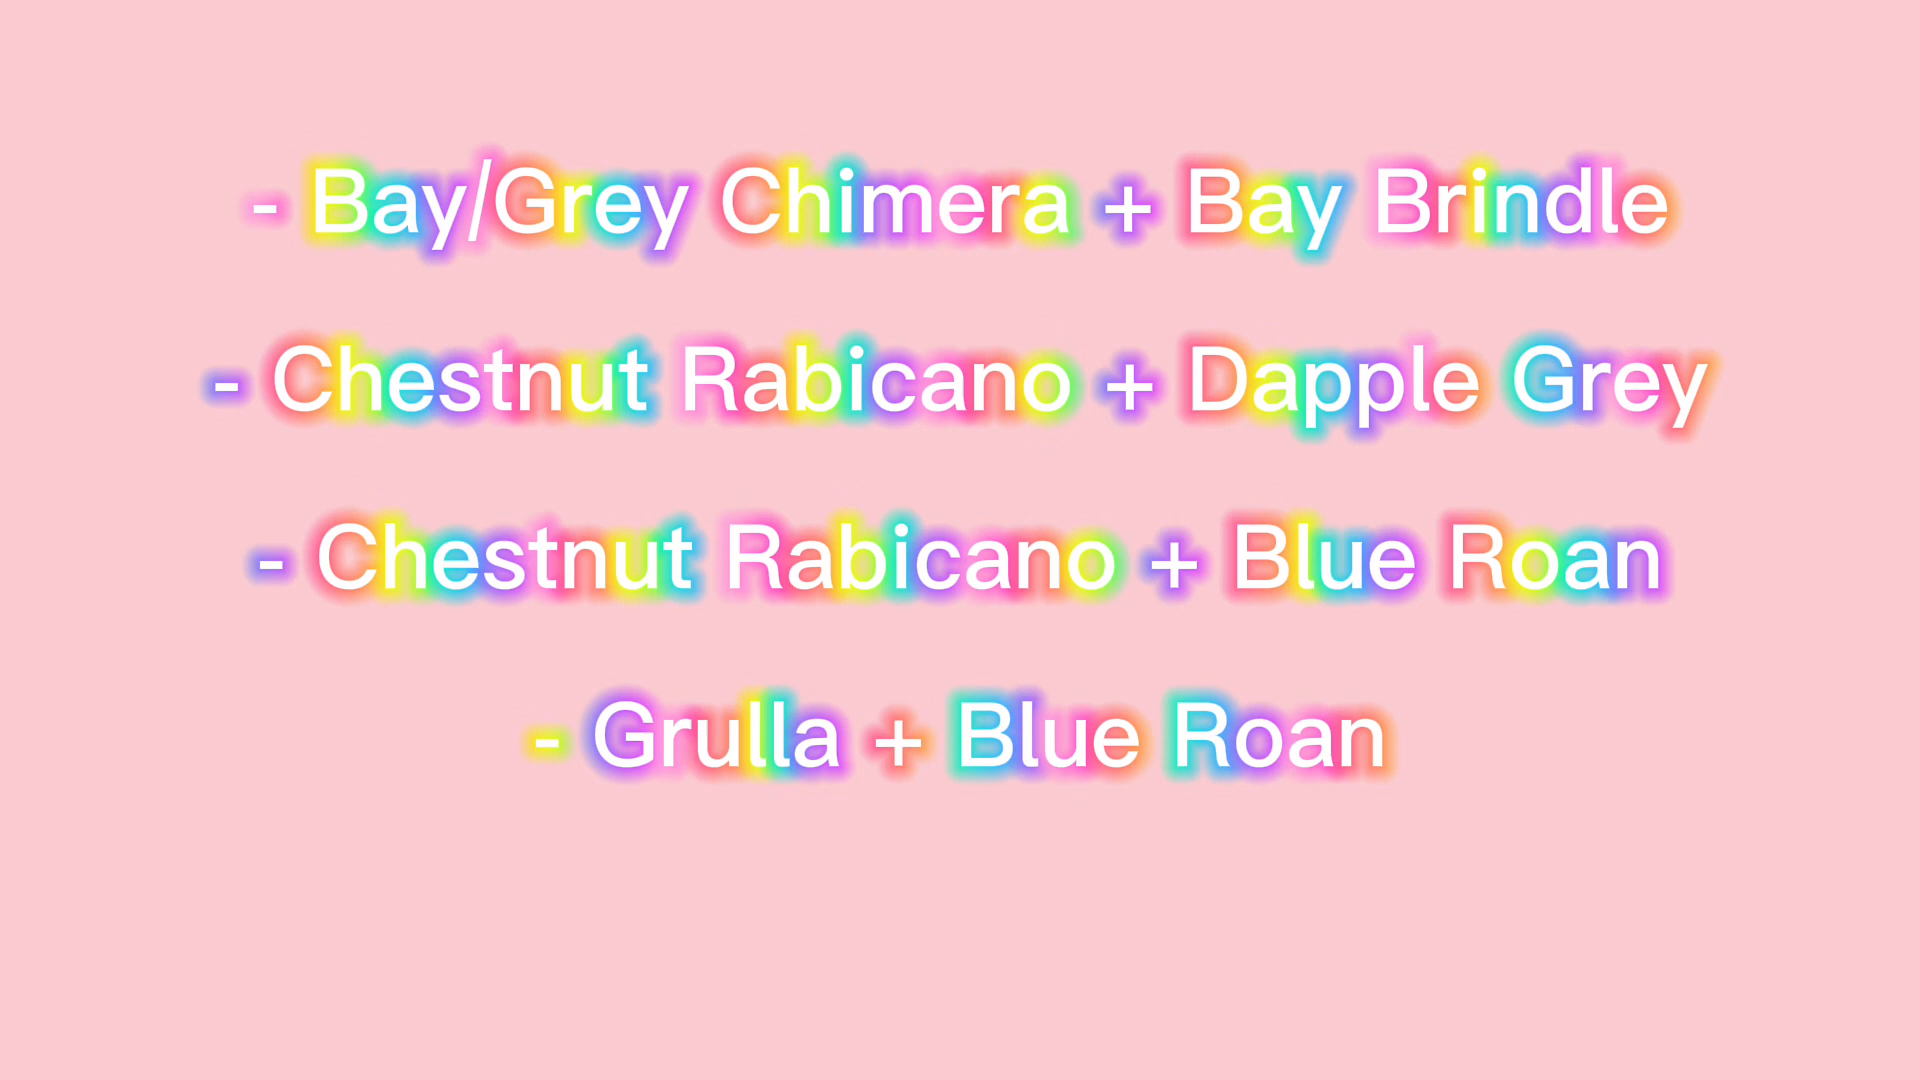 - Bay/Grey Chimera + Bay Brindle
- Chestnut Rabicano + Dapple Grey
- Chestnut Rabicano + Blue Roan
- Grulla + Blue Roan